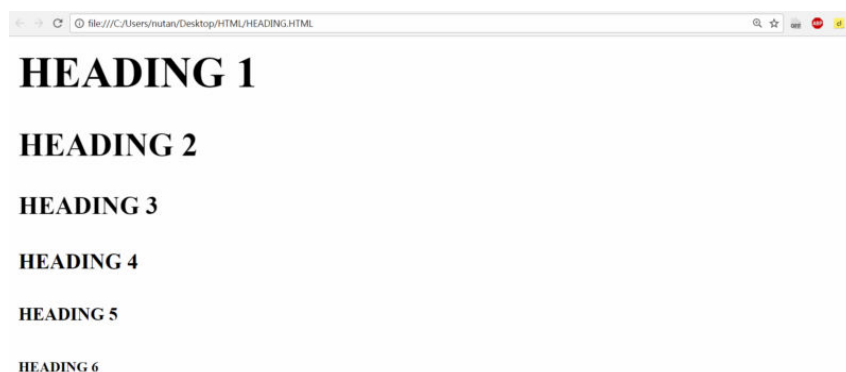 file:///C:/Users/nutan/Desktop/HTML/HEADING.HTML
HEADING 1
HEADING 2
HEADING 3
HEADING 4
HEADING 5
HEADING 6